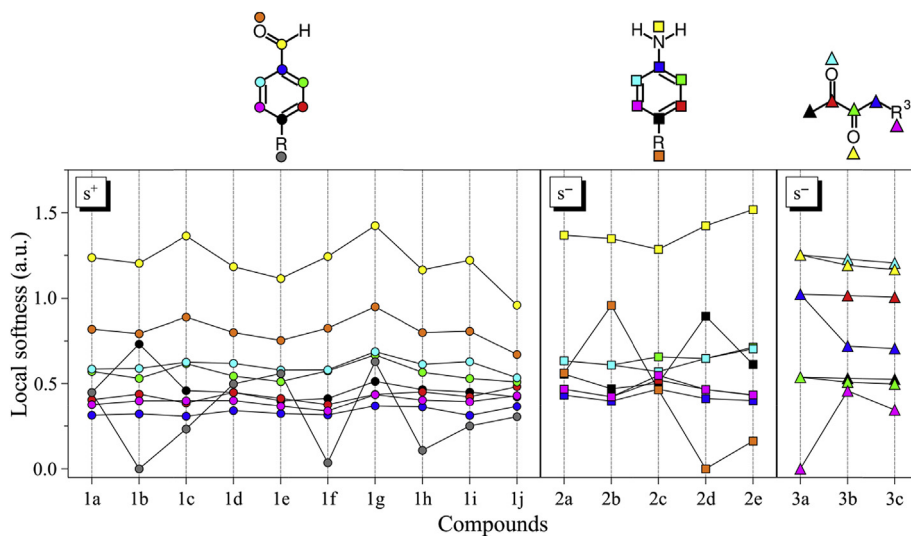 O
H
R
H
H
N
R
O
R³
O
s⁺
s⁻
s⁻
Local softness (a.u.)
1.5
1.0
0.5
0.0
1a 1b 1c 1d 1e 1f 1g 1h 1i 1j 2a 2b 2c 2d 2e 3a 3b 3c
Compounds